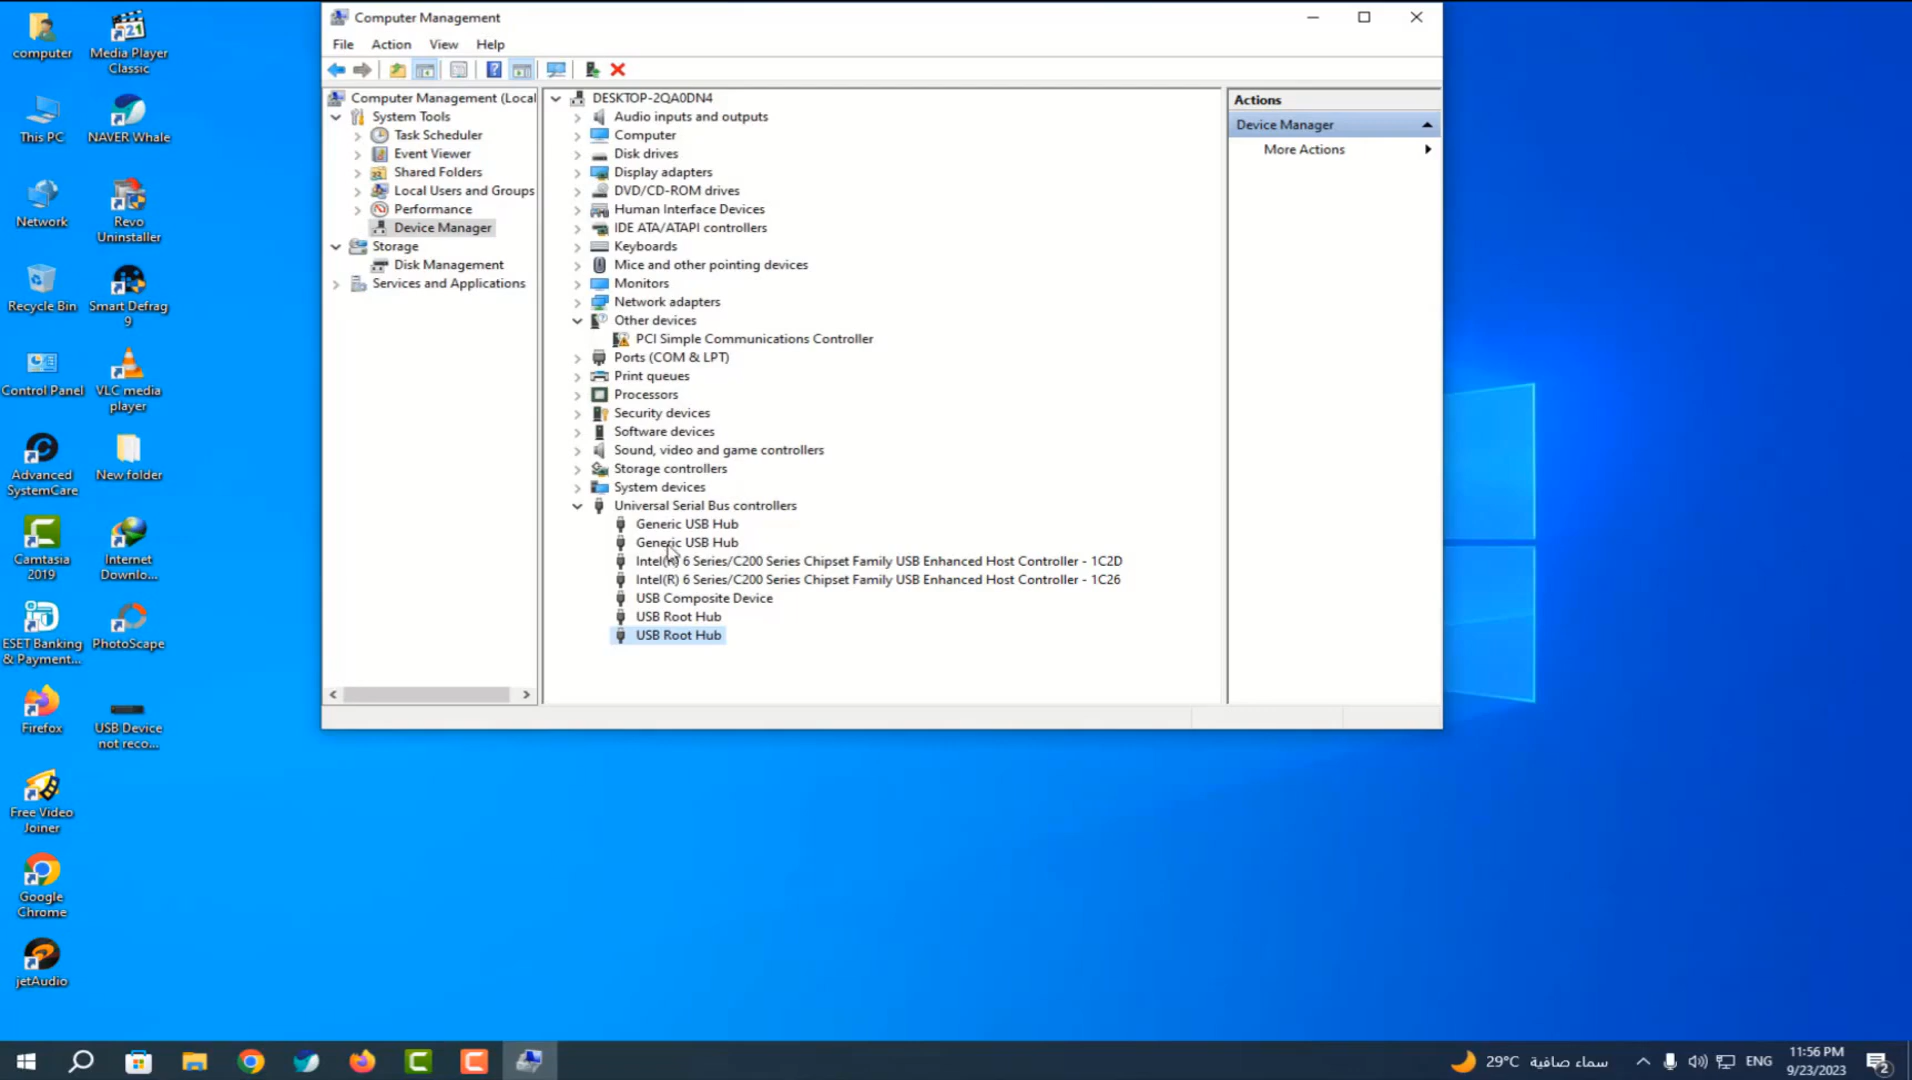 computer
Media Player
Classic
This PC
NAVER Whale
Network
Revo
Uninstaller
Recycle Bin
Smart Defrag
9
Control Panel
VLC media
player
Advanced
SystemCare
New folder
Camtasia
2019
Internet
Downlo...
ESET Banking
& Payment...
PhotoScape
Firefox
USB Device
not reco...
Free Video
Joiner
Google
Chrome
jetAudio
Computer Management
File Action View Help
Computer Management (Local
System Tools
Task Scheduler
Event Viewer
Shared Folders
Local Users and Groups
Performance
Device Manager
Storage
Disk Management
Services and Applications
DESKTOP-2QA0DN4
Audio inputs and outputs
Computer
Disk drives
Display adapters
DVD/CD-ROM drives
Human Interface Devices
IDE ATA/ATAPI controllers
Keyboards
Mice and other pointing devices
Monitors
Network adapters
Other devices
PCI Simple Communications Controller
Ports (COM & LPT)
Print queues
Processors
Security devices
Software devices
Sound, video and game controllers
Storage controllers
System devices
Universal Serial Bus controllers
Generic USB Hub
Generic USB Hub
Intel(R) 6 Series/C200 Series Chipset Family USB Enhanced Host Controller - 1C2D
Intel(R) 6 Series/C200 Series Chipset Family USB Enhanced Host Controller - 1C26
USB Composite Device
USB Root Hub
USB Root Hub
Actions
Device Manager
More Actions
29°C سماء صافية
ENG
11:56 PM
9/23/2023
2